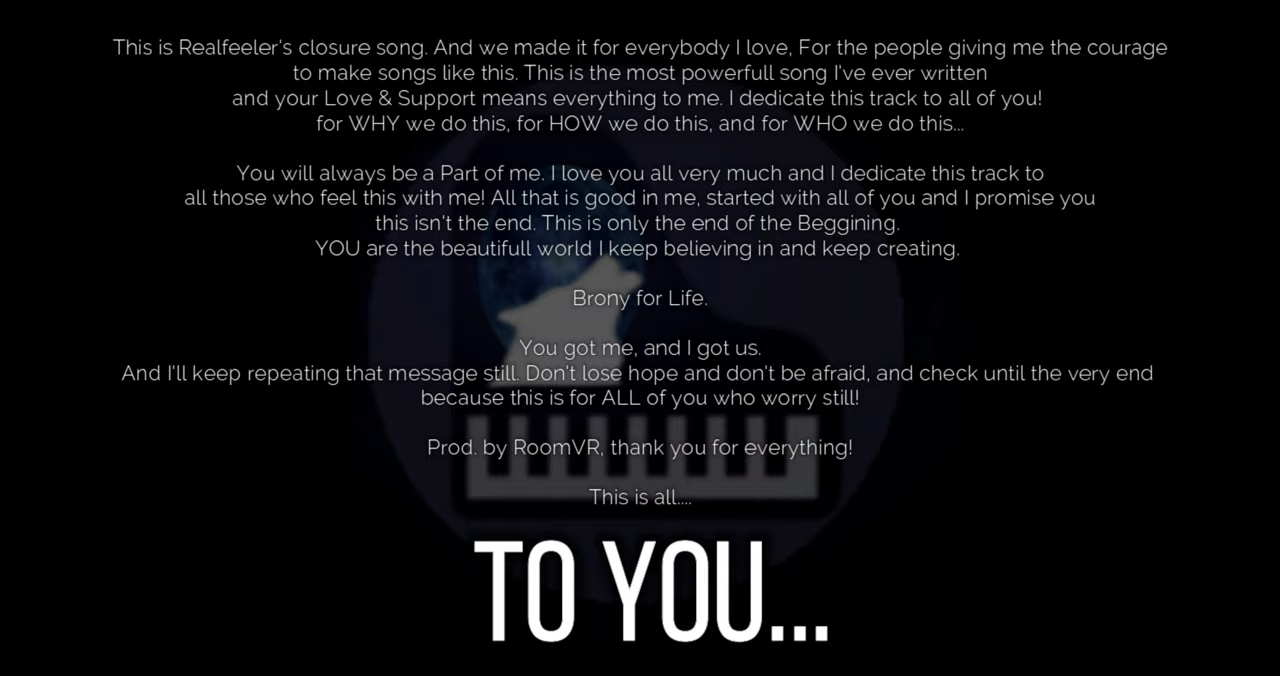 This is Realfeeler's closure song. And we made it for everybody I love, For the people giving me the courage
to make songs like this. This is the most powerfull song I've ever written
and your Love & Support means everything to me. I dedicate this track to all of you!
for WHY we do this, for HOW we do this, and for WHO we do this...
You will always be a Part of me. I love you all very much and I dedicate this track to
all those who feel this with me! All that is good in me, started with all of you and I promise you
this isn't the end. This is only the end of the Beggining.
YOU are the beautifull world I keep believing in and keep creating.
Brony for Life.
You got me, and I got us.
And I'll keep repeating that message still. Don't lose hope and don't be afraid, and check until the very end
because this is for ALL of you who worry still!
Prod. by RoomVR, thank you for everything!
This is all....
TO YOU...